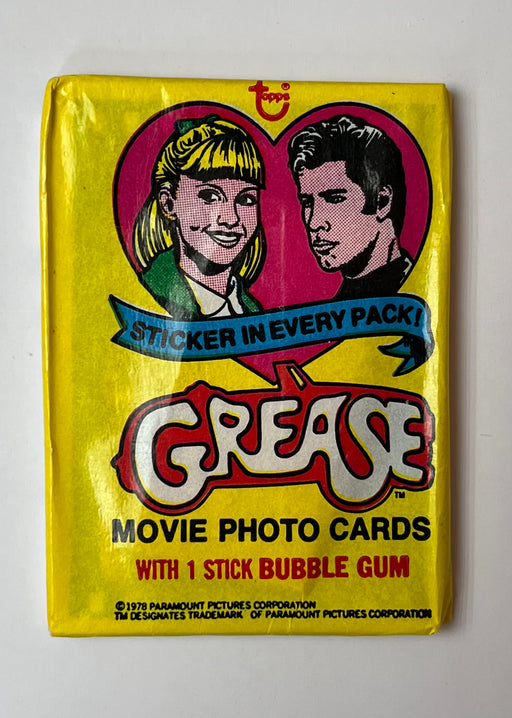 topps®
STICKER IN EVERY PACK!
GREASE
TM
MOVIE PHOTO CARDS
WITH 1 STICK BUBBLE GUM
©1978 PARAMOUNT PICTURES CORPORATION
TM DESIGNATES TRADEMARK OF PARAMOUNT PICTURES CORPORATION